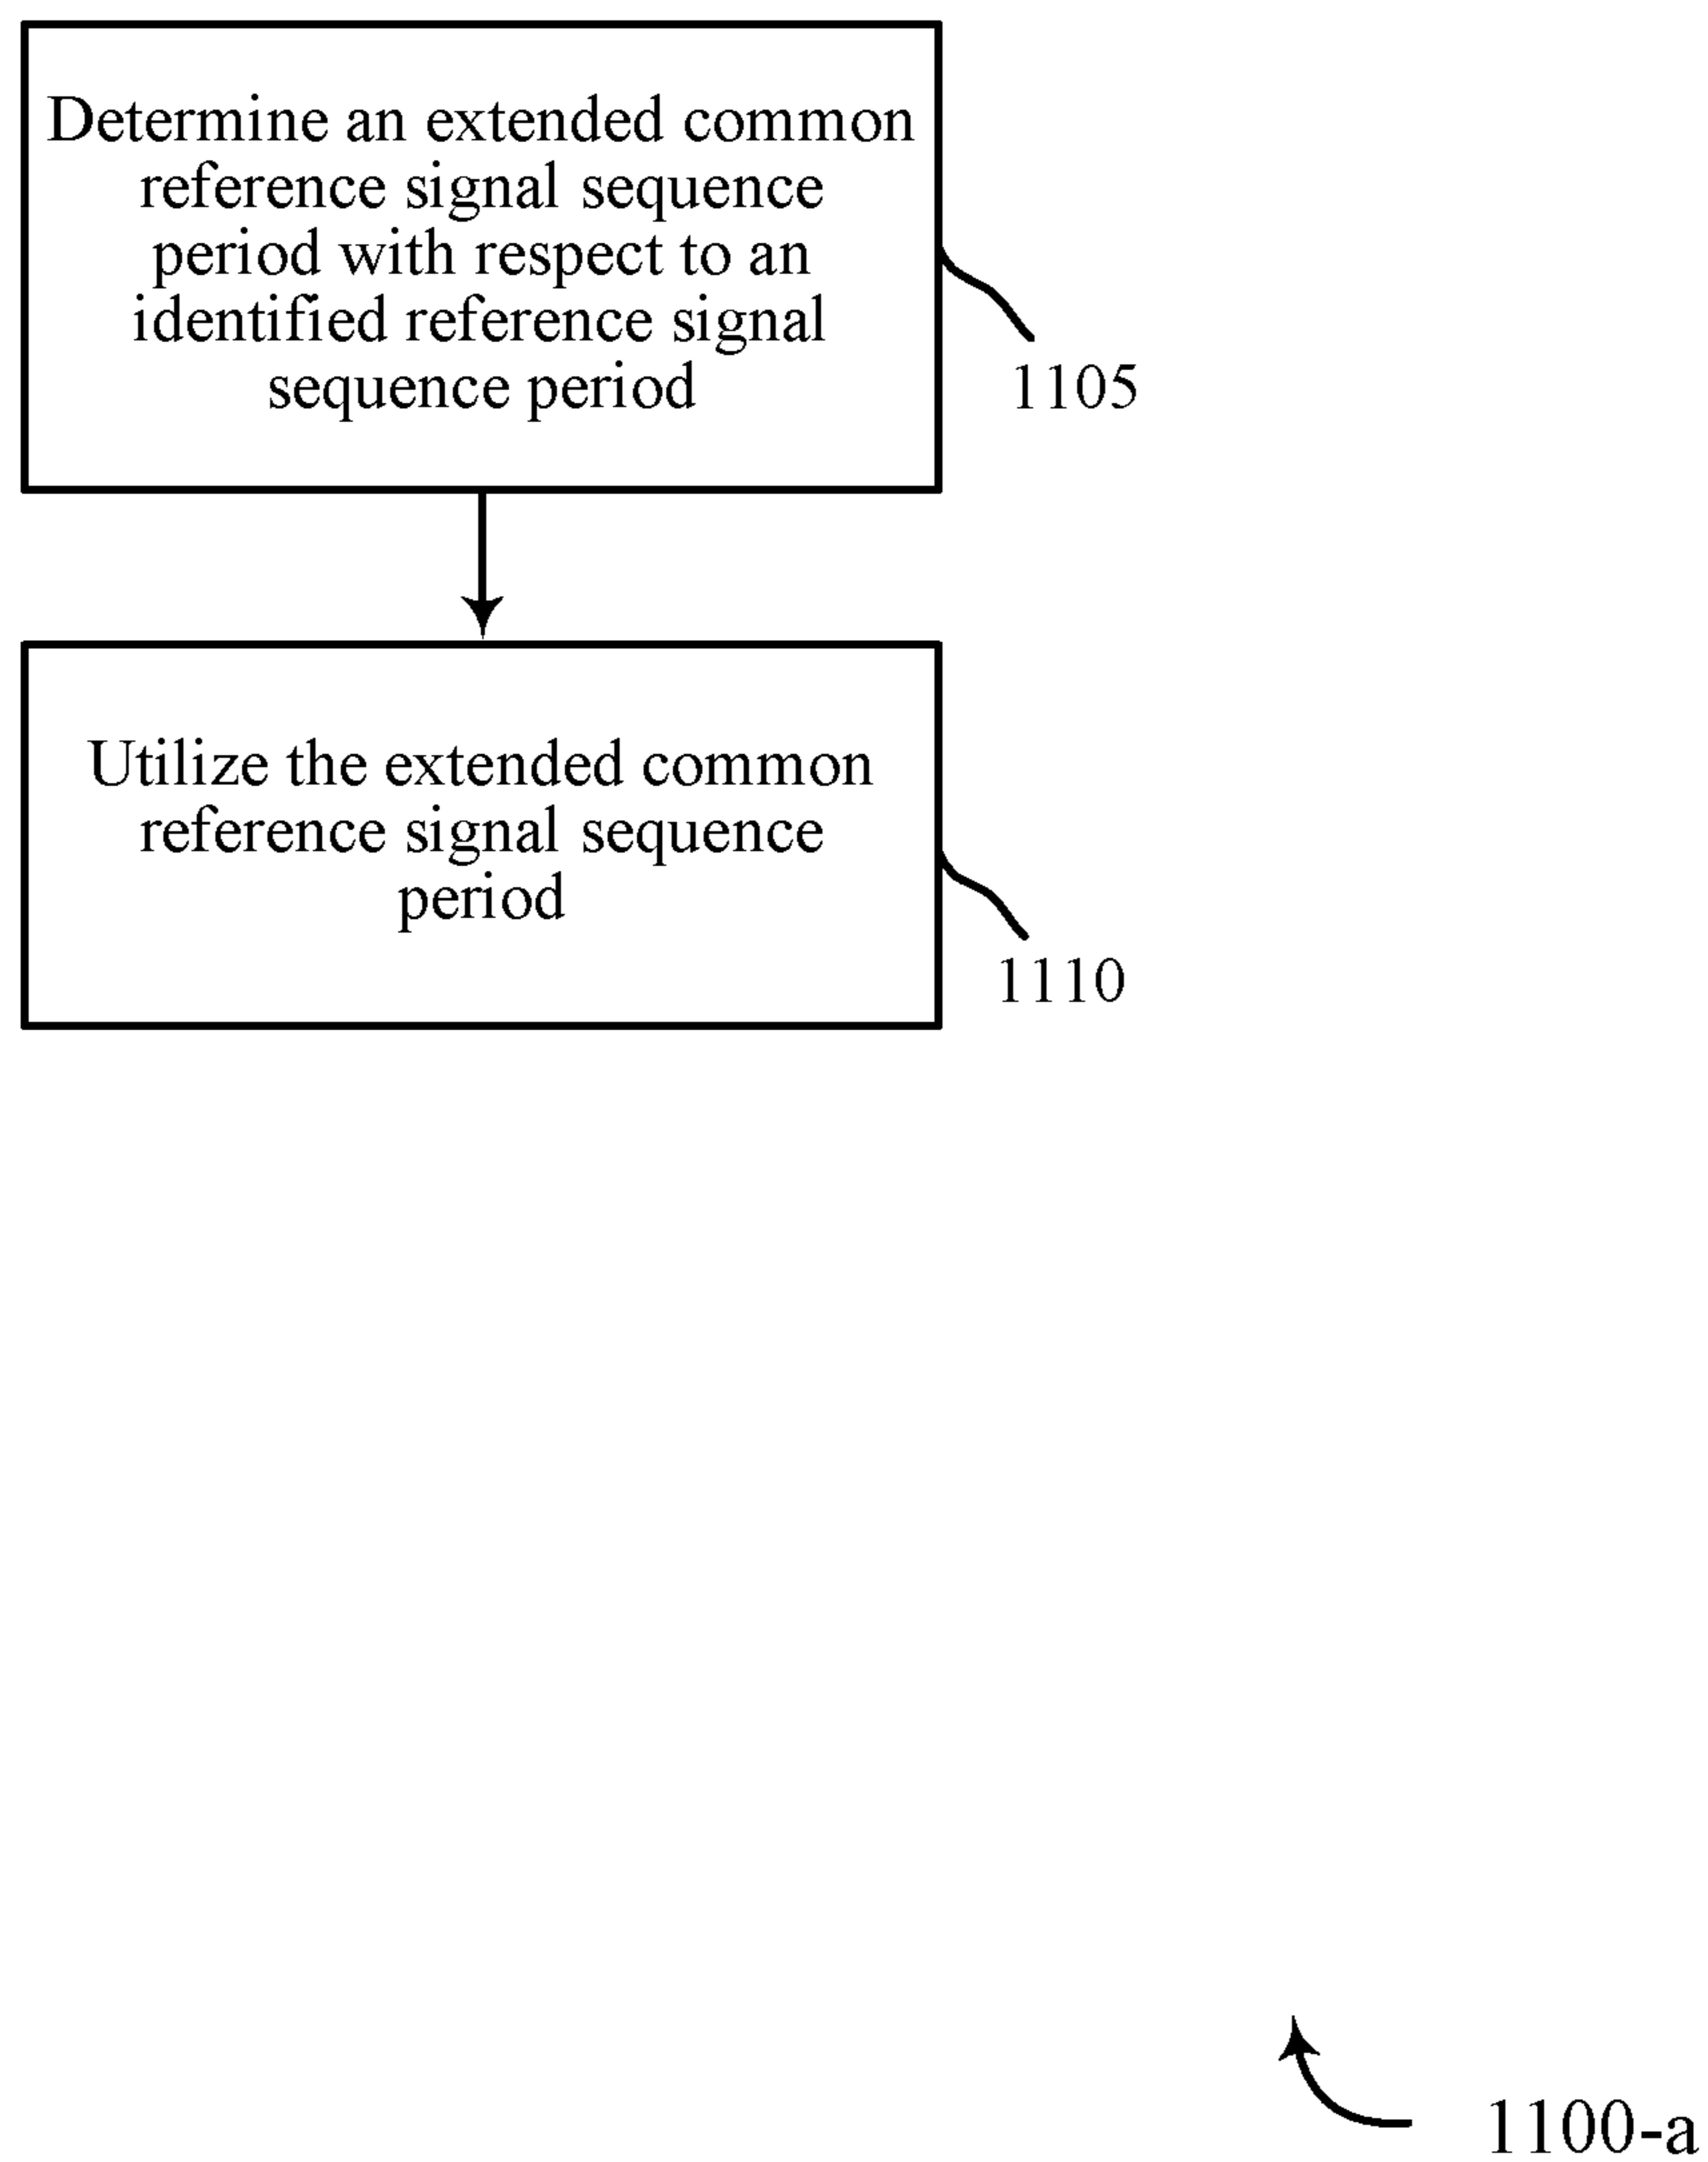 Determine an extended common
reference signal sequence
period with respect to an
identified reference signal
sequence period
1105
Utilize the extended common
reference signal sequence
period
1110
1100-a